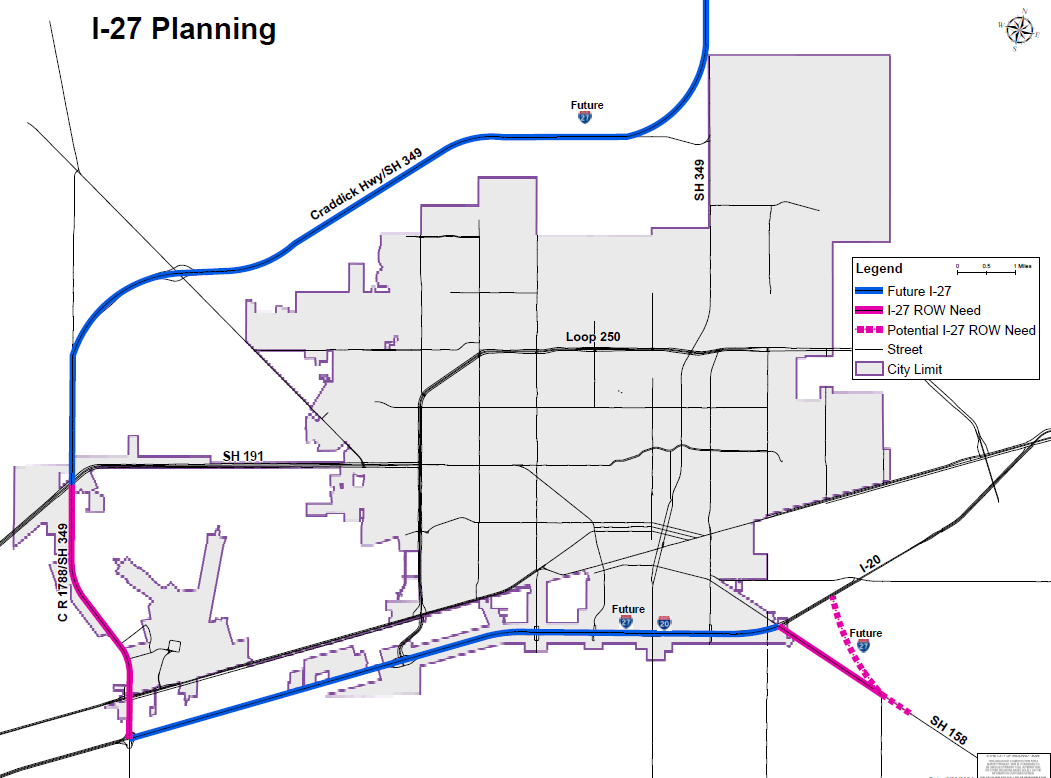 I-27 Planning
N
W
E
S
Future
27
Craddick Hwy/SH 349
SH 349
Legend
0 0.5 1 Miles
Future I-27
I-27 ROW Need
Potential I-27 ROW Need
Street
City Limit
Loop 250
SH 191
C R 1788/SH 349
I-20
Future
27
20
Future
27
SH 158